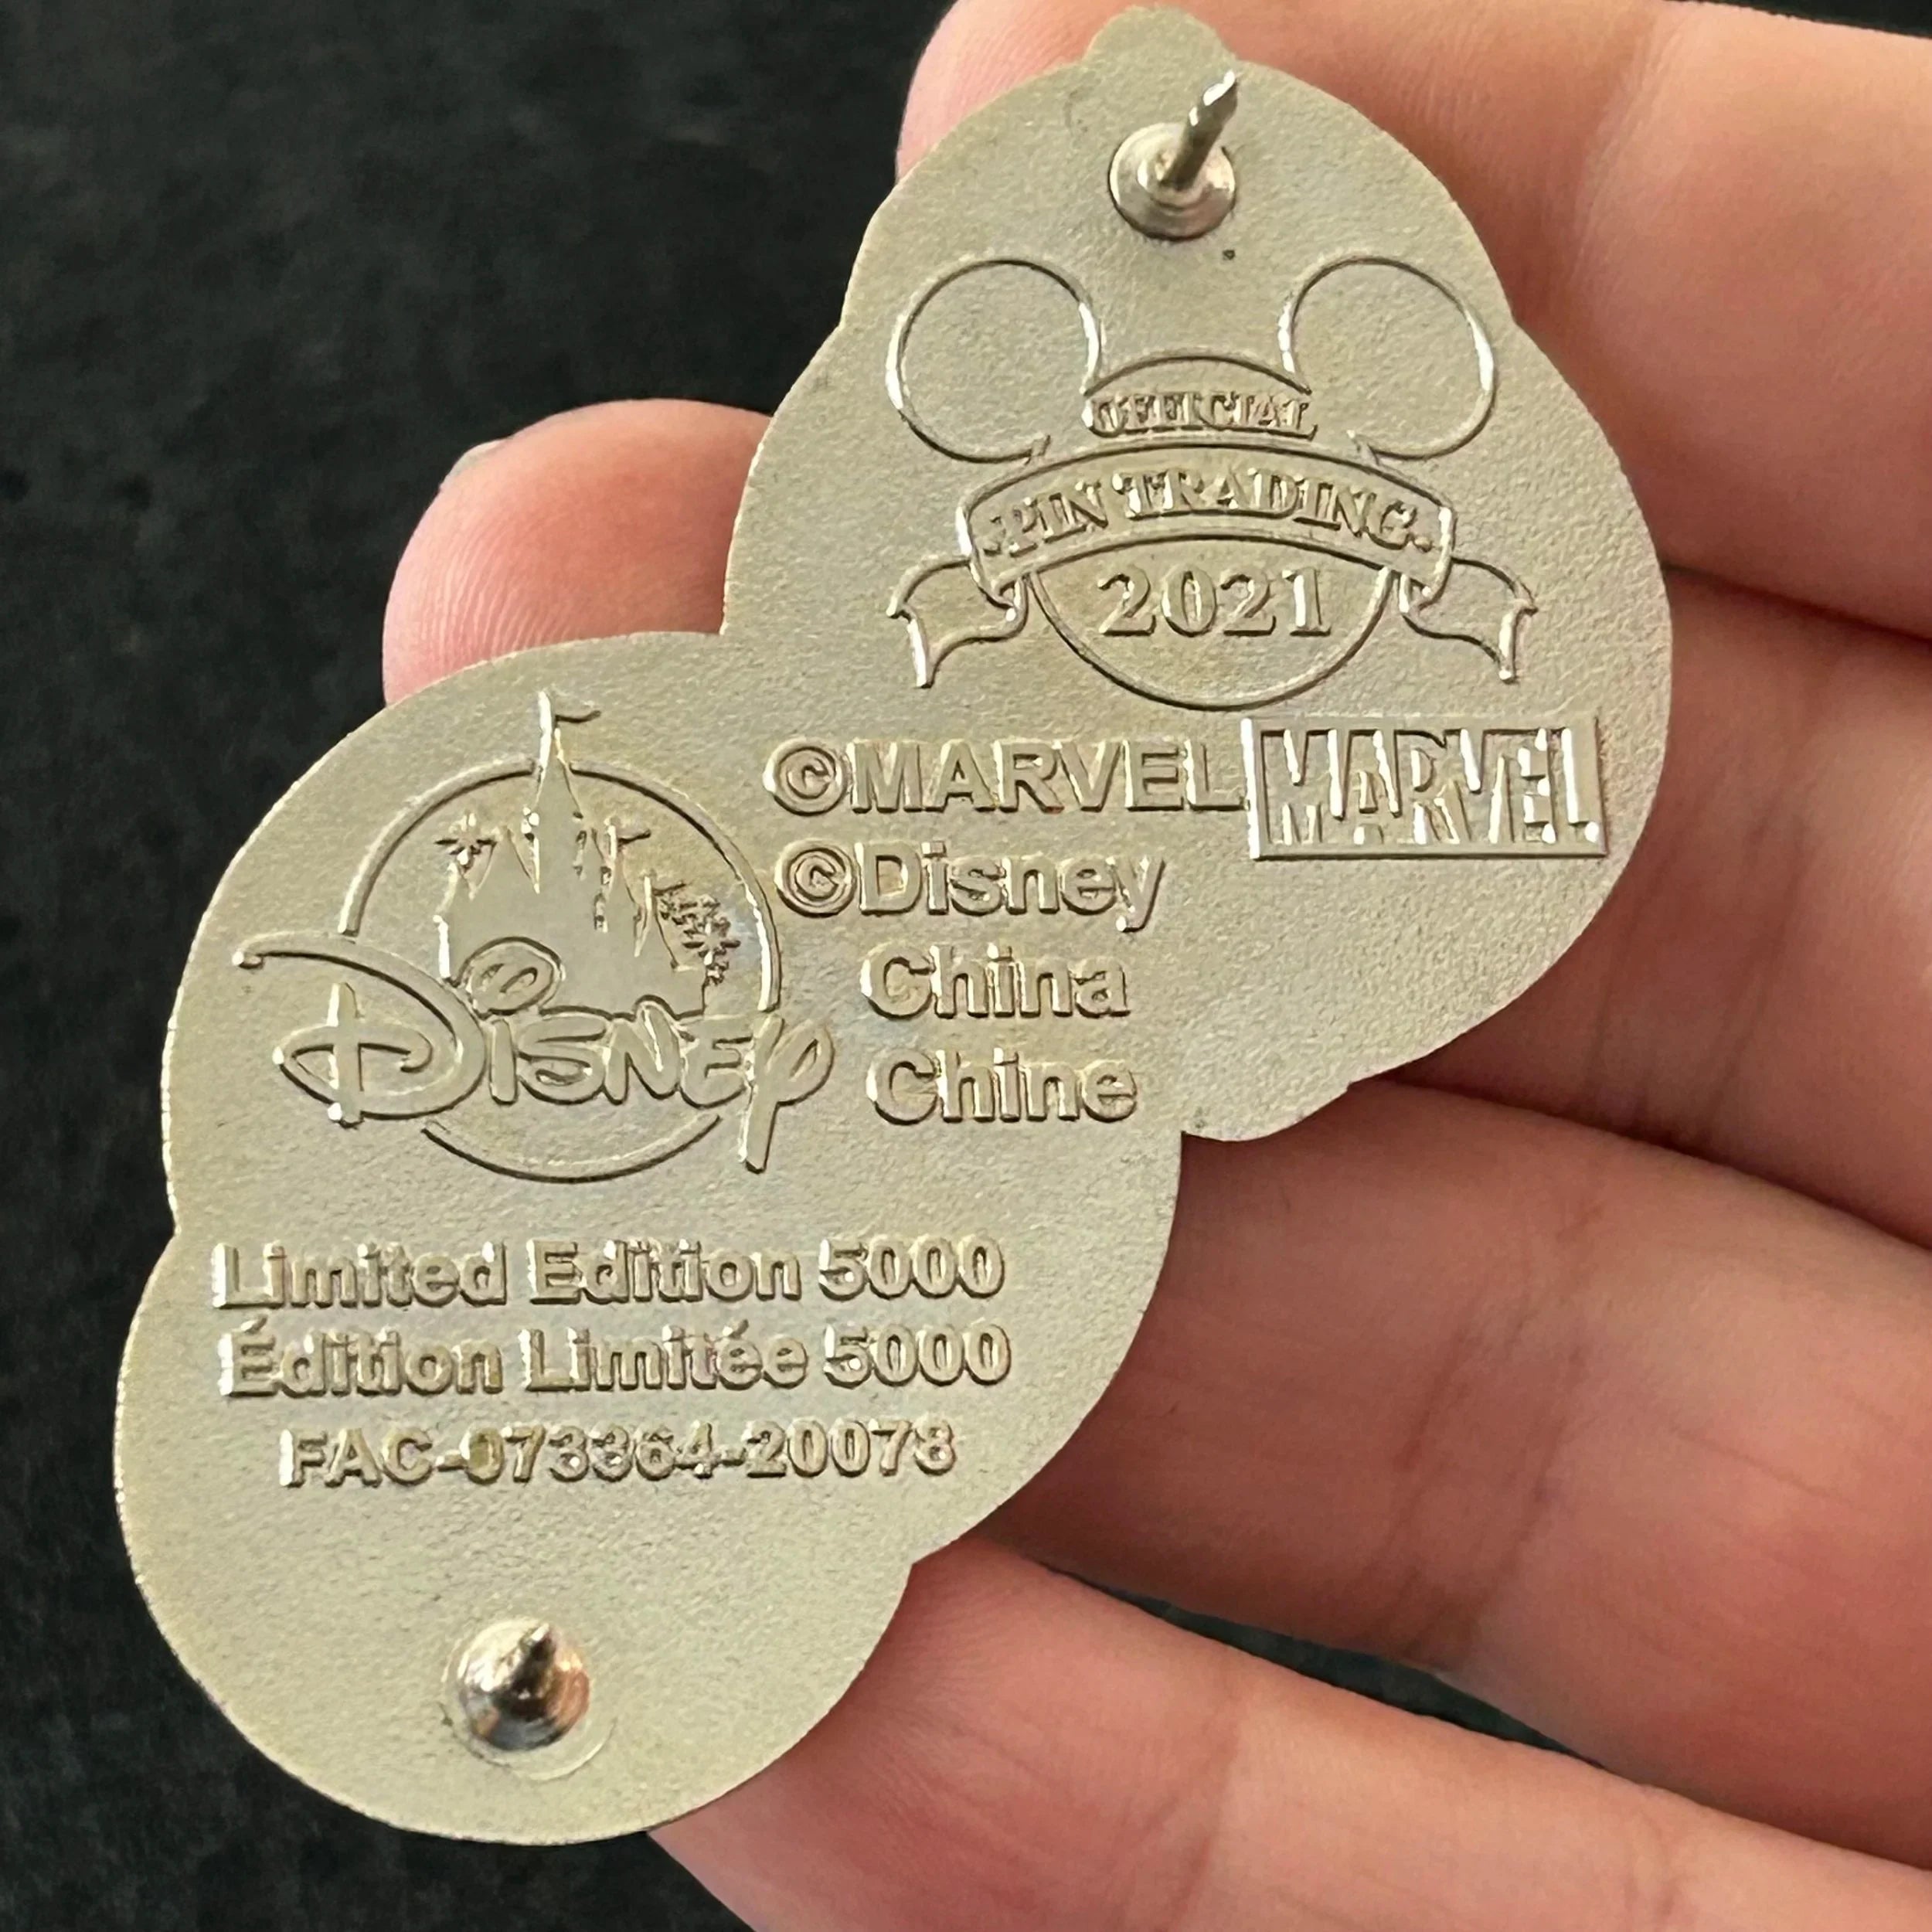 OFFICIAL
·PIN TRADING·
2021
©MARVEL MARVEL
©Disney
China
Chine
Disney
Limited Edition 5000
Édition Limitée 5000
FAC-073364-20078